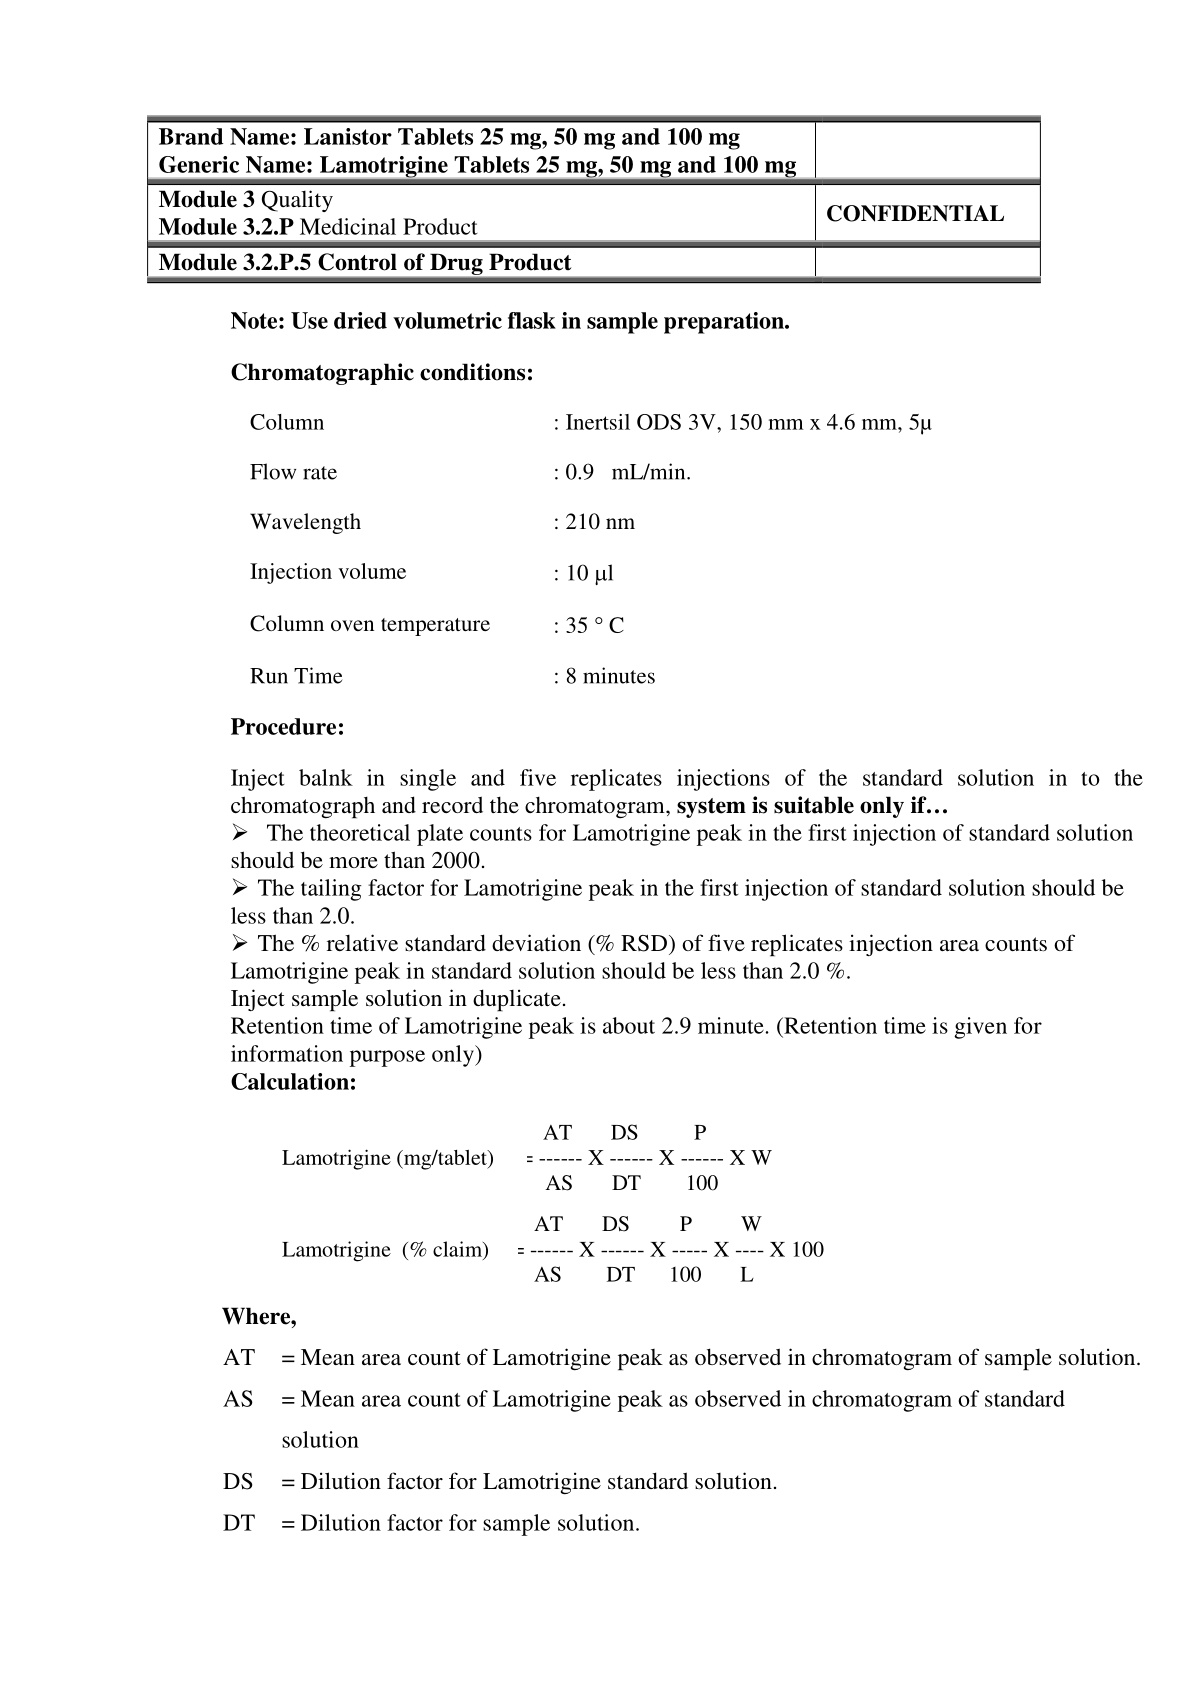 Brand Name: Lanistor Tablets 25 mg, 50 mg and 100 mg
Generic Name: Lamotrigine Tablets 25 mg, 50 mg and 100 mg
Module 3 Quality
Module 3.2.P Medicinal Product
CONFIDENTIAL
Module 3.2.P.5 Control of Drug Product
Note: Use dried volumetric flask in sample preparation.
Chromatographic conditions:
Column : Inertsil ODS 3V, 150 mm x 4.6 mm, 5µ
Flow rate : 0.9 mL/min.
Wavelength : 210 nm
Injection volume : 10 µl
Column oven temperature : 35 ° C
Run Time : 8 minutes
Procedure:
Inject balnk in single and five replicates injections of the standard solution in to the
chromatograph and record the chromatogram, system is suitable only if…
➢ The theoretical plate counts for Lamotrigine peak in the first injection of standard solution
should be more than 2000.
➢ The tailing factor for Lamotrigine peak in the first injection of standard solution should be
less than 2.0.
➢ The % relative standard deviation (% RSD) of five replicates injection area counts of
Lamotrigine peak in standard solution should be less than 2.0 %.
Inject sample solution in duplicate.
Retention time of Lamotrigine peak is about 2.9 minute. (Retention time is given for
information purpose only)
Calculation:
AT DS P
Lamotrigine (mg/tablet) = ------ X ------ X ------ X W
AS DT 100
AT DS P W
Lamotrigine (% claim) = ------ X ------ X ----- X ---- X 100
AS DT 100 L
Where,
AT = Mean area count of Lamotrigine peak as observed in chromatogram of sample solution.
AS = Mean area count of Lamotrigine peak as observed in chromatogram of standard
solution
DS = Dilution factor for Lamotrigine standard solution.
DT = Dilution factor for sample solution.